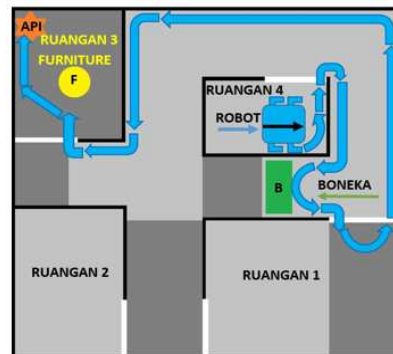 API
RUANGAN 3
FURNITURE
F
RUANGAN 4
ROBOT
B
BONEKA
RUANGAN 2
RUANGAN 1